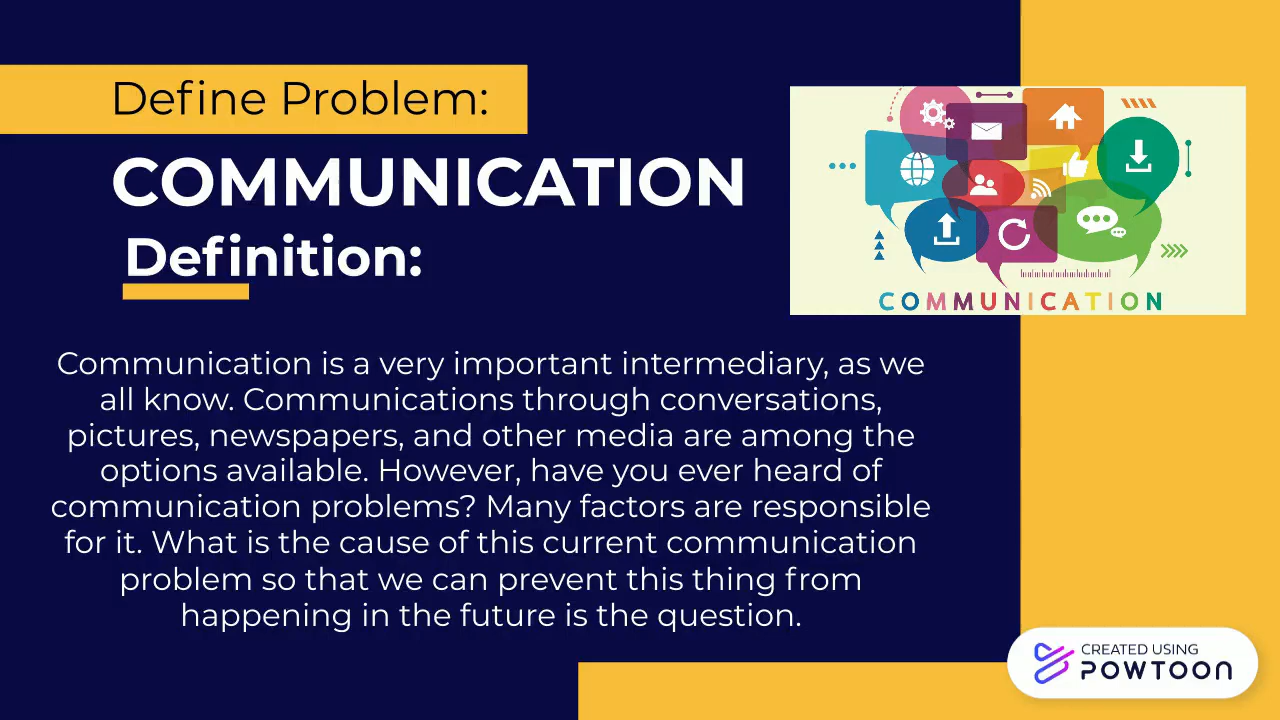 Define Problem:
COMMUNICATION
Definition:
COMMUNICATION
Communication is a very important intermediary, as we
all know. Communications through conversations,
pictures, newspapers, and other media are among the
options available. However, have you ever heard of
communication problems? Many factors are responsible
for it. What is the cause of this current communication
problem so that we can prevent this thing from
happening in the future is the question.
CREATED USING
POWTOON